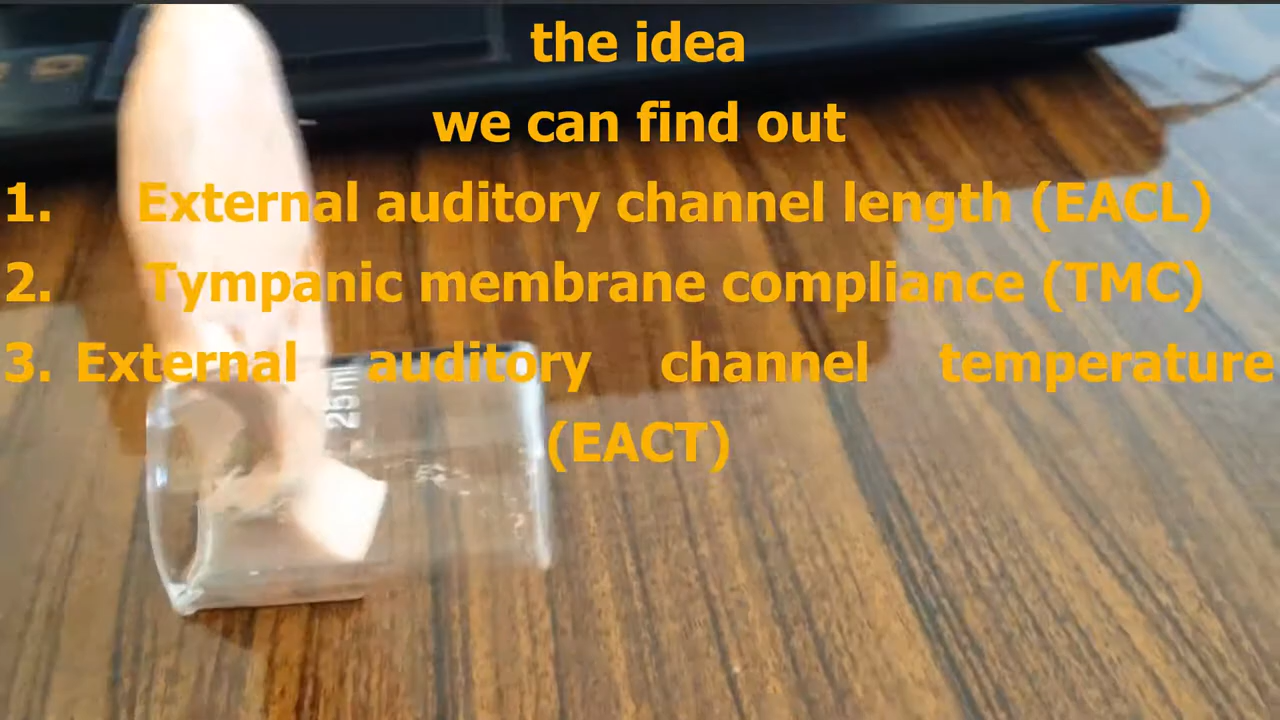 the idea
we can find out
1. External auditory channel length (EACL)
2. Tympanic membrane compliance (TMC)
3. External auditory channel temperature
(EACT)
25 ml